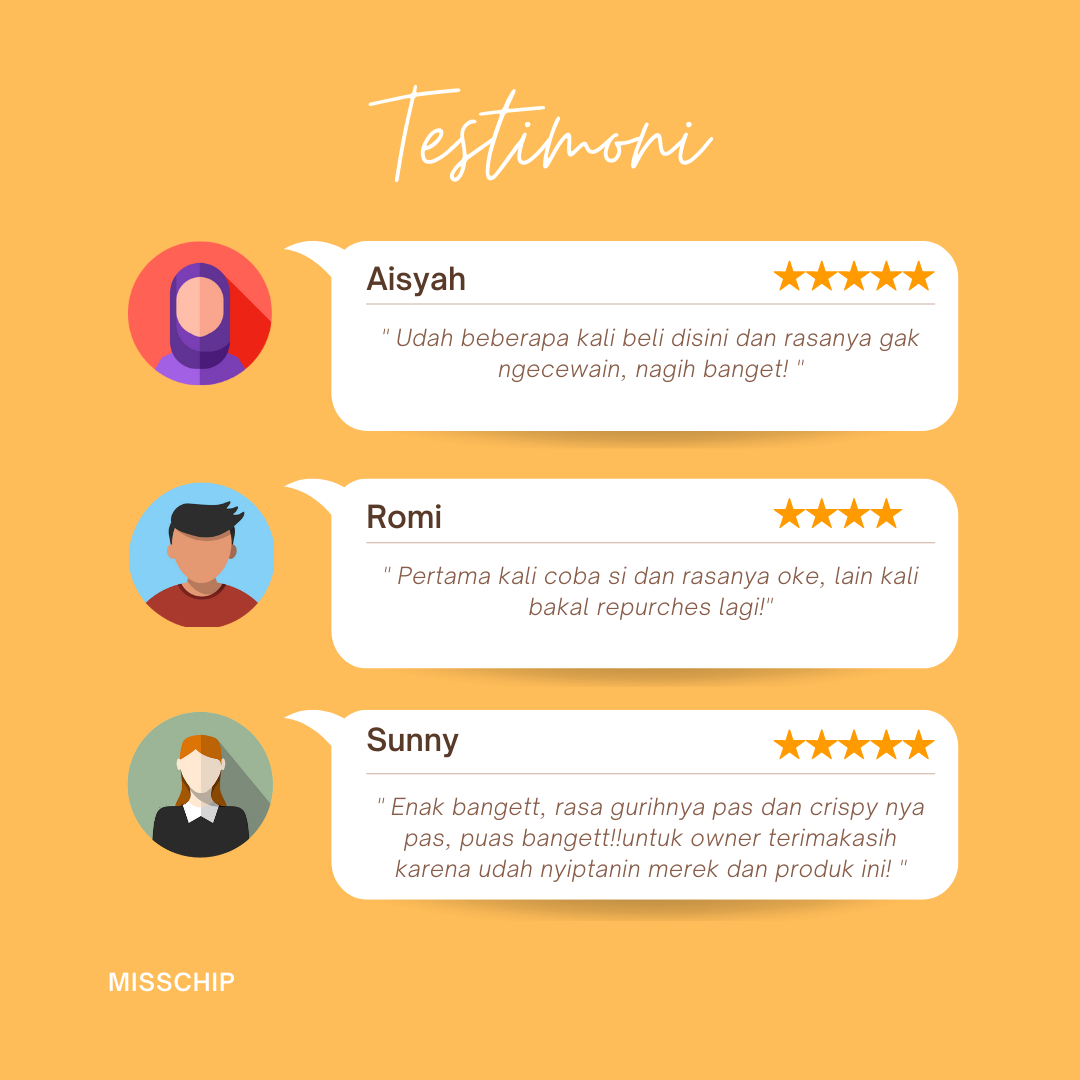 Testimoni
Aisyah
" Udah beberapa kali beli disini dan rasanya gak
ngecewain, nagih banget! "
Romi
" Pertama kali coba si dan rasanya oke, lain kali
bakal repurches lagi!"
Sunny
" Enak bangett, rasa gurihnya pas dan crispy nya
pas, puas bangett!!untuk owner terimakasih
karena udah nyiptanin merek dan produk ini! "
MISSCHIP